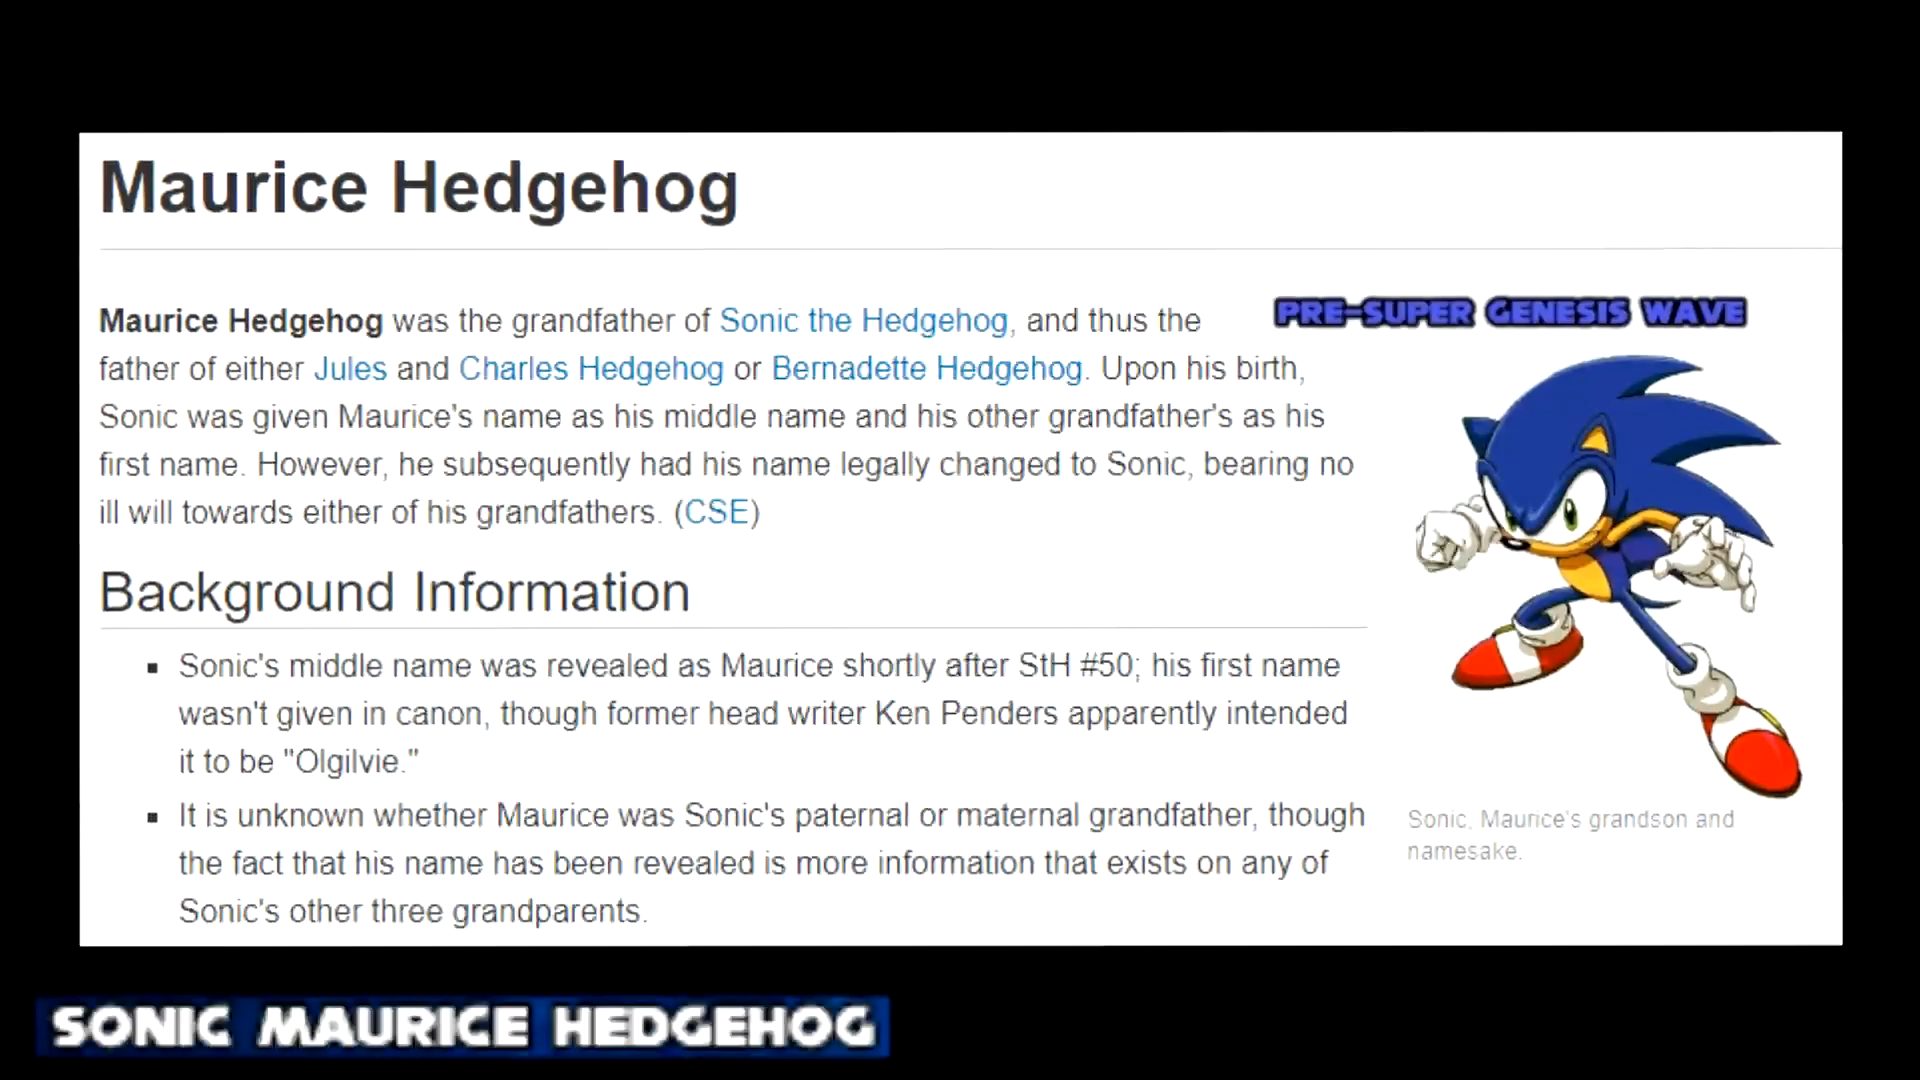 Maurice Hedgehog
PRE-SUPER GENESIS WAVE
Maurice Hedgehog was the grandfather of Sonic the Hedgehog, and thus the
father of either Jules and Charles Hedgehog or Bernadette Hedgehog. Upon his birth,
Sonic was given Maurice's name as his middle name and his other grandfather's as his
first name. However, he subsequently had his name legally changed to Sonic, bearing no
ill will towards either of his grandfathers. (CSE)
Background Information
▪ Sonic's middle name was revealed as Maurice shortly after StH #50; his first name
wasn't given in canon, though former head writer Ken Penders apparently intended
it to be "Olgilvie."
▪ It is unknown whether Maurice was Sonic's paternal or maternal grandfather, though
the fact that his name has been revealed is more information that exists on any of
Sonic's other three grandparents.
Sonic, Maurice's grandson and
namesake.
SONIC MAURICE HEDGEHOG